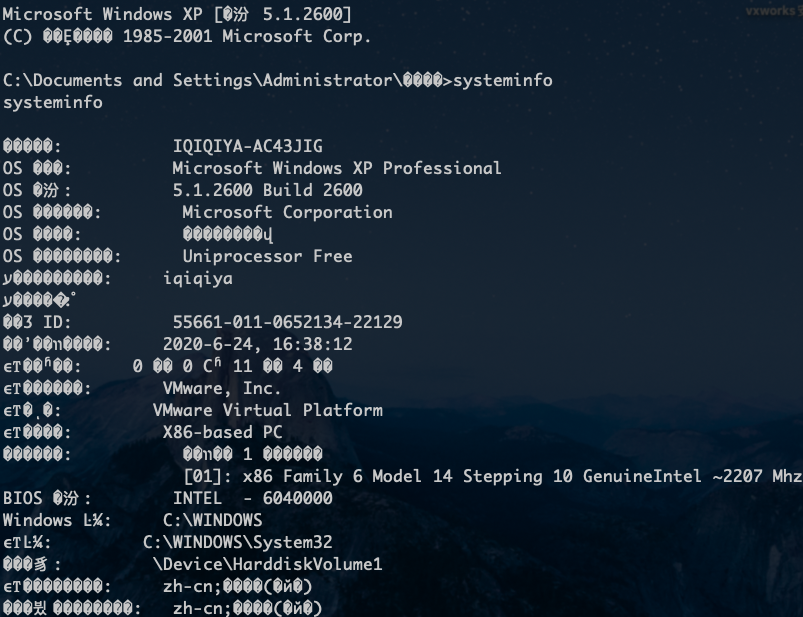 Microsoft Windows XP [�汾 5.1.2600]
(C) ��Ȩ���� 1985-2001 Microsoft Corp.
C:\Documents and Settings\Administrator\����>systeminfo
systeminfo
�����: IQIQIYA-AC43JIG
OS ���: Microsoft Windows XP Professional
OS �汾: 5.1.2600 Build 2600
OS ������: Microsoft Corporation
OS ����: ��������վ
OS ��������: Uniprocessor Free
ע���������: iqiqiya
ע����
��3 ID: 55661-011-0652134-22129
����: 2020-6-24, 16:38:12
0 �� 0 Сʱ 11 �� 4 ��
ϵͳ������: VMware, Inc.
VMware Virtual Platform
ϵͳ����: X86-based PC
������: 1 ������
[01]: x86 Family 6 Model 14 Stepping 10 GenuineIntel ~2207 Mhz
BIOS �汾: INTEL - 6040000
Windows Ŀ¼: C:\WINDOWS
ϵͳĿ¼: C:\WINDOWS\System32
\Device\HarddiskVolume1
ϵͳ��������: zh-cn;����(�й�)
zh-cn;����(�й�)
vxworks